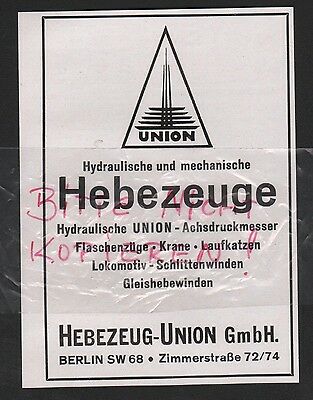 UNION
Hydraulische und mechanische
Hebezeuge
BITTE NICHT
Hydraulische UNION - Achsdruckmesser
Flaschenzüge - Krane • Laufkatzen
KOPIEREN!
Lokomotiv - Schlittenwinden
Gleishebewinden
HEBEZEUG-UNION GmbH.
BERLIN SW 68 • Zimmerstraße 72/74